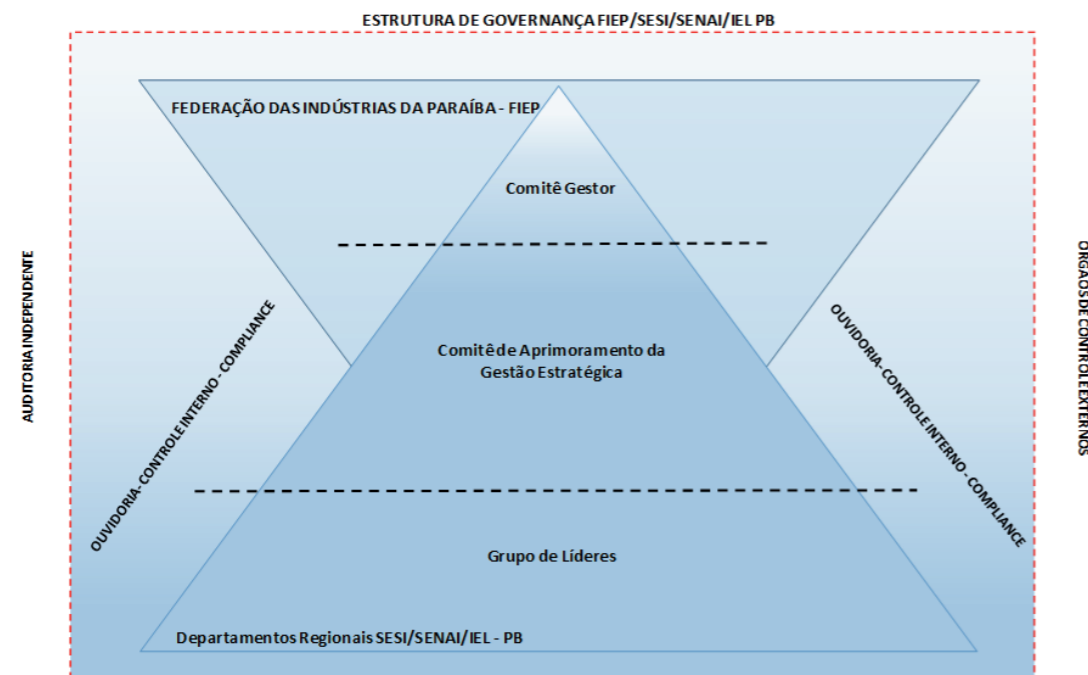 ESTRUTURA DE GOVERNANÇA FIEP/SESI/SENAI/IEL PB
FEDERAÇÃO DAS INDÚSTRIAS DA PARAÍBA - FIEP
Comitê Gestor
AUDITORIA INDEPENDENTE
OUVIDORIA- CONTROLE INTERNO - COMPLIANCE
Comitê de Aprimoramento da
Gestão Estratégica
OUVIDORIA- CONTROLE INTERNO - COMPLIANCE
ORGAOS DE CONTROLE EXTERNOS
Grupo de Líderes
Departamentos Regionais SESI/SENAI/IEL - PB